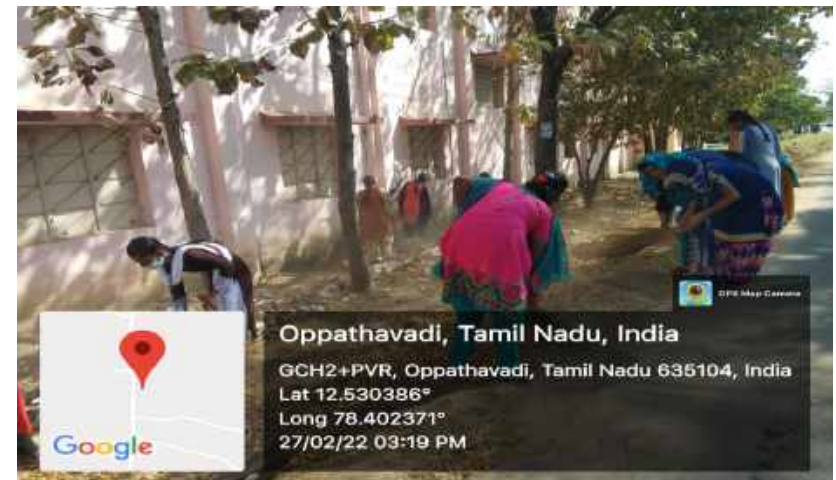 GPS Map Camera
Oppathavadi, Tamil Nadu, India
GCH2+PVR, Oppathavadi, Tamil Nadu 635104, India
Lat 12.530386°
Long 78.402371°
27/02/22 03:19 PM
Google